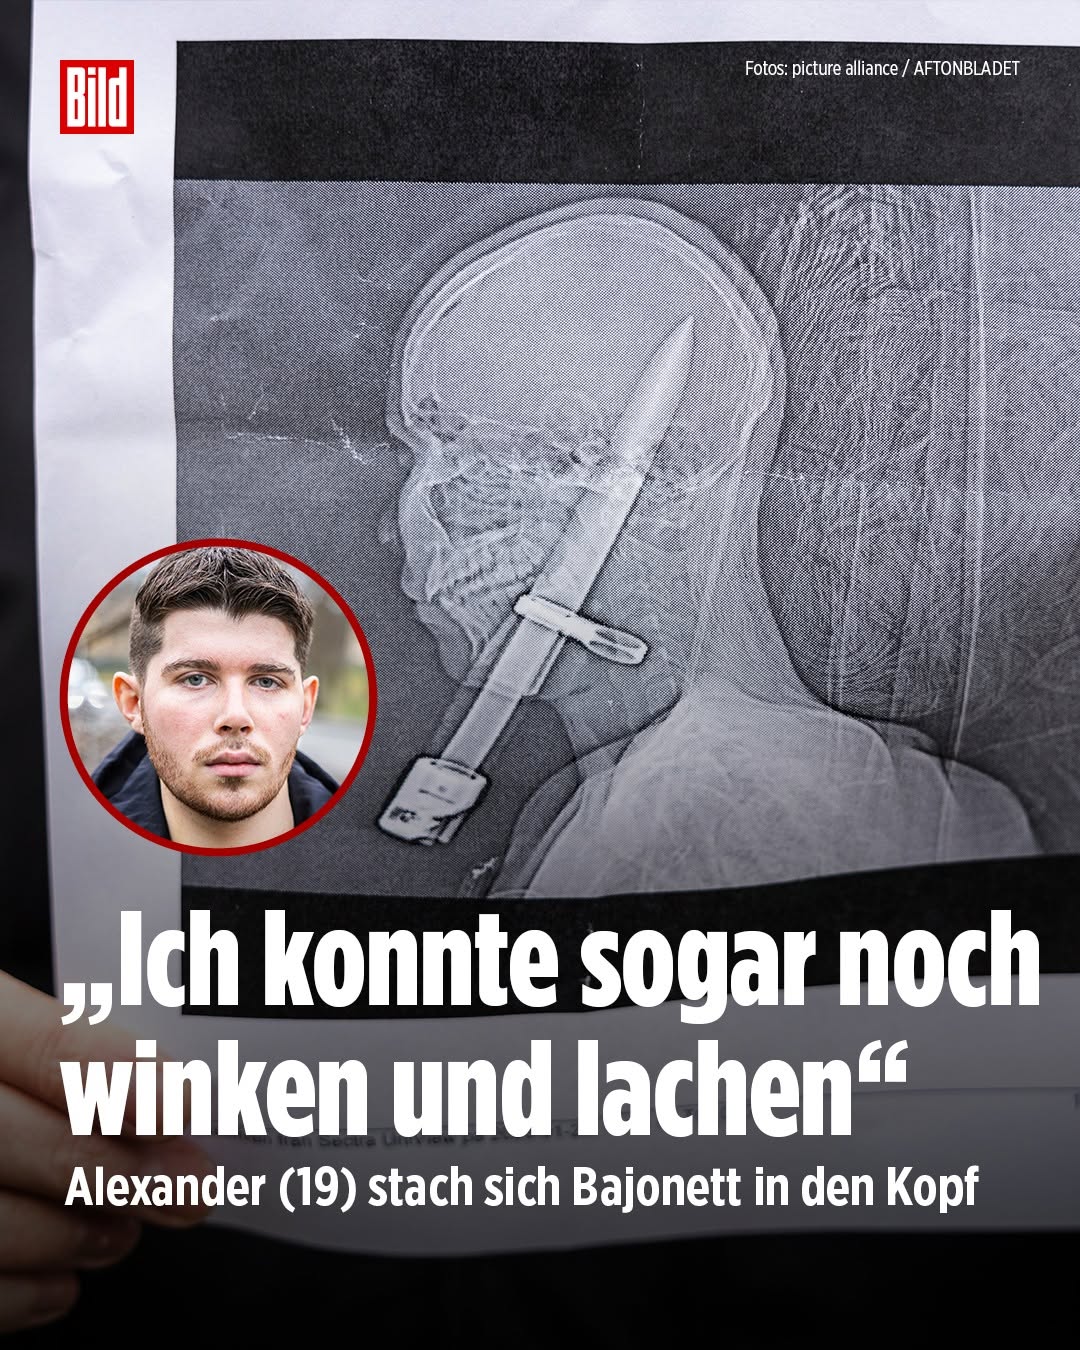 Bild
Fotos: picture alliance / AFTONBLADET
„Ich konnte sogar noch
winken und lachen“
Alexander (19) stach sich Bajonett in den Kopf